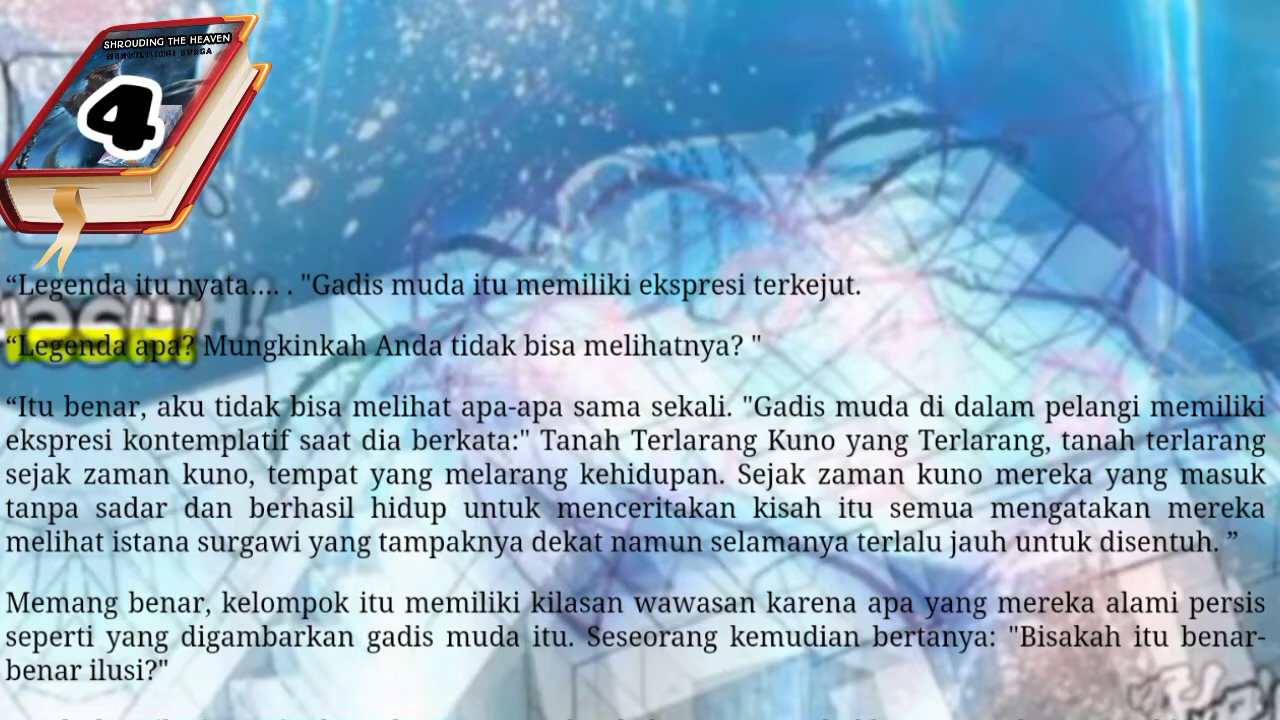 SHROUDING THE HEAVEN
4
“Legenda itu nyata.... . "Gadis muda itu memiliki ekspresi terkejut.
“Legenda apa? Mungkinkah Anda tidak bisa melihatnya? "
“Itu benar, aku tidak bisa melihat apa-apa sama sekali. "Gadis muda di dalam pelangi memiliki
ekspresi kontemplatif saat dia berkata:" Tanah Terlarang Kuno yang Terlarang, tanah terlarang
sejak zaman kuno, tempat yang melarang kehidupan. Sejak zaman kuno mereka yang masuk
tanpa sadar dan berhasil hidup untuk menceritakan kisah itu semua mengatakan mereka
melihat istana surgawi yang tampaknya dekat namun selamanya terlalu jauh untuk disentuh. ”
Memang benar, kelompok itu memiliki kilasan wawasan karena apa yang mereka alami persis
seperti yang digambarkan gadis muda itu. Seseorang kemudian bertanya: "Bisakah itu benar-
benar ilusi?"